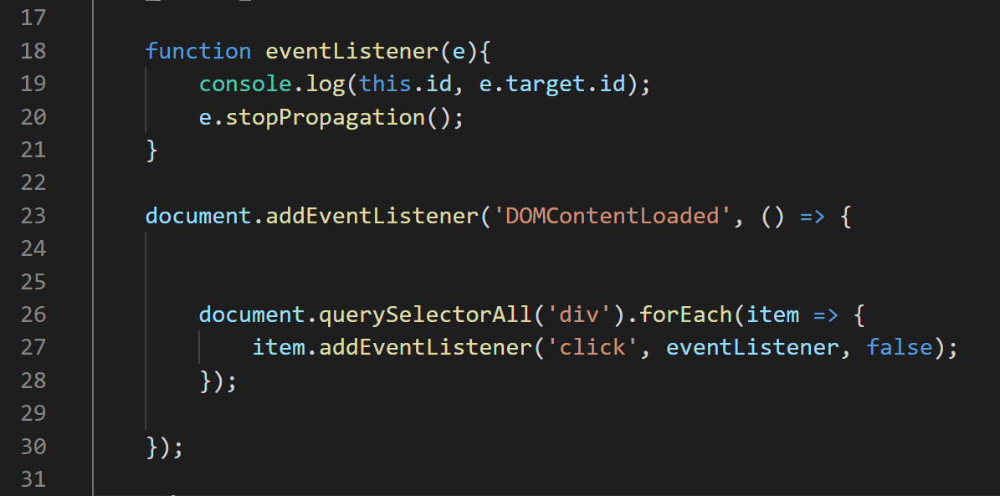 17
18 function eventListener(e){
19 console.log(this.id, e.target.id);
20 e.stopPropagation();
21 }
22
23 document.addEventListener('DOMContentLoaded', () => {
24
25
26 document.querySelectorAll('div').forEach(item => {
27 item.addEventListener('click', eventListener, false);
28 });
29
30 });
31